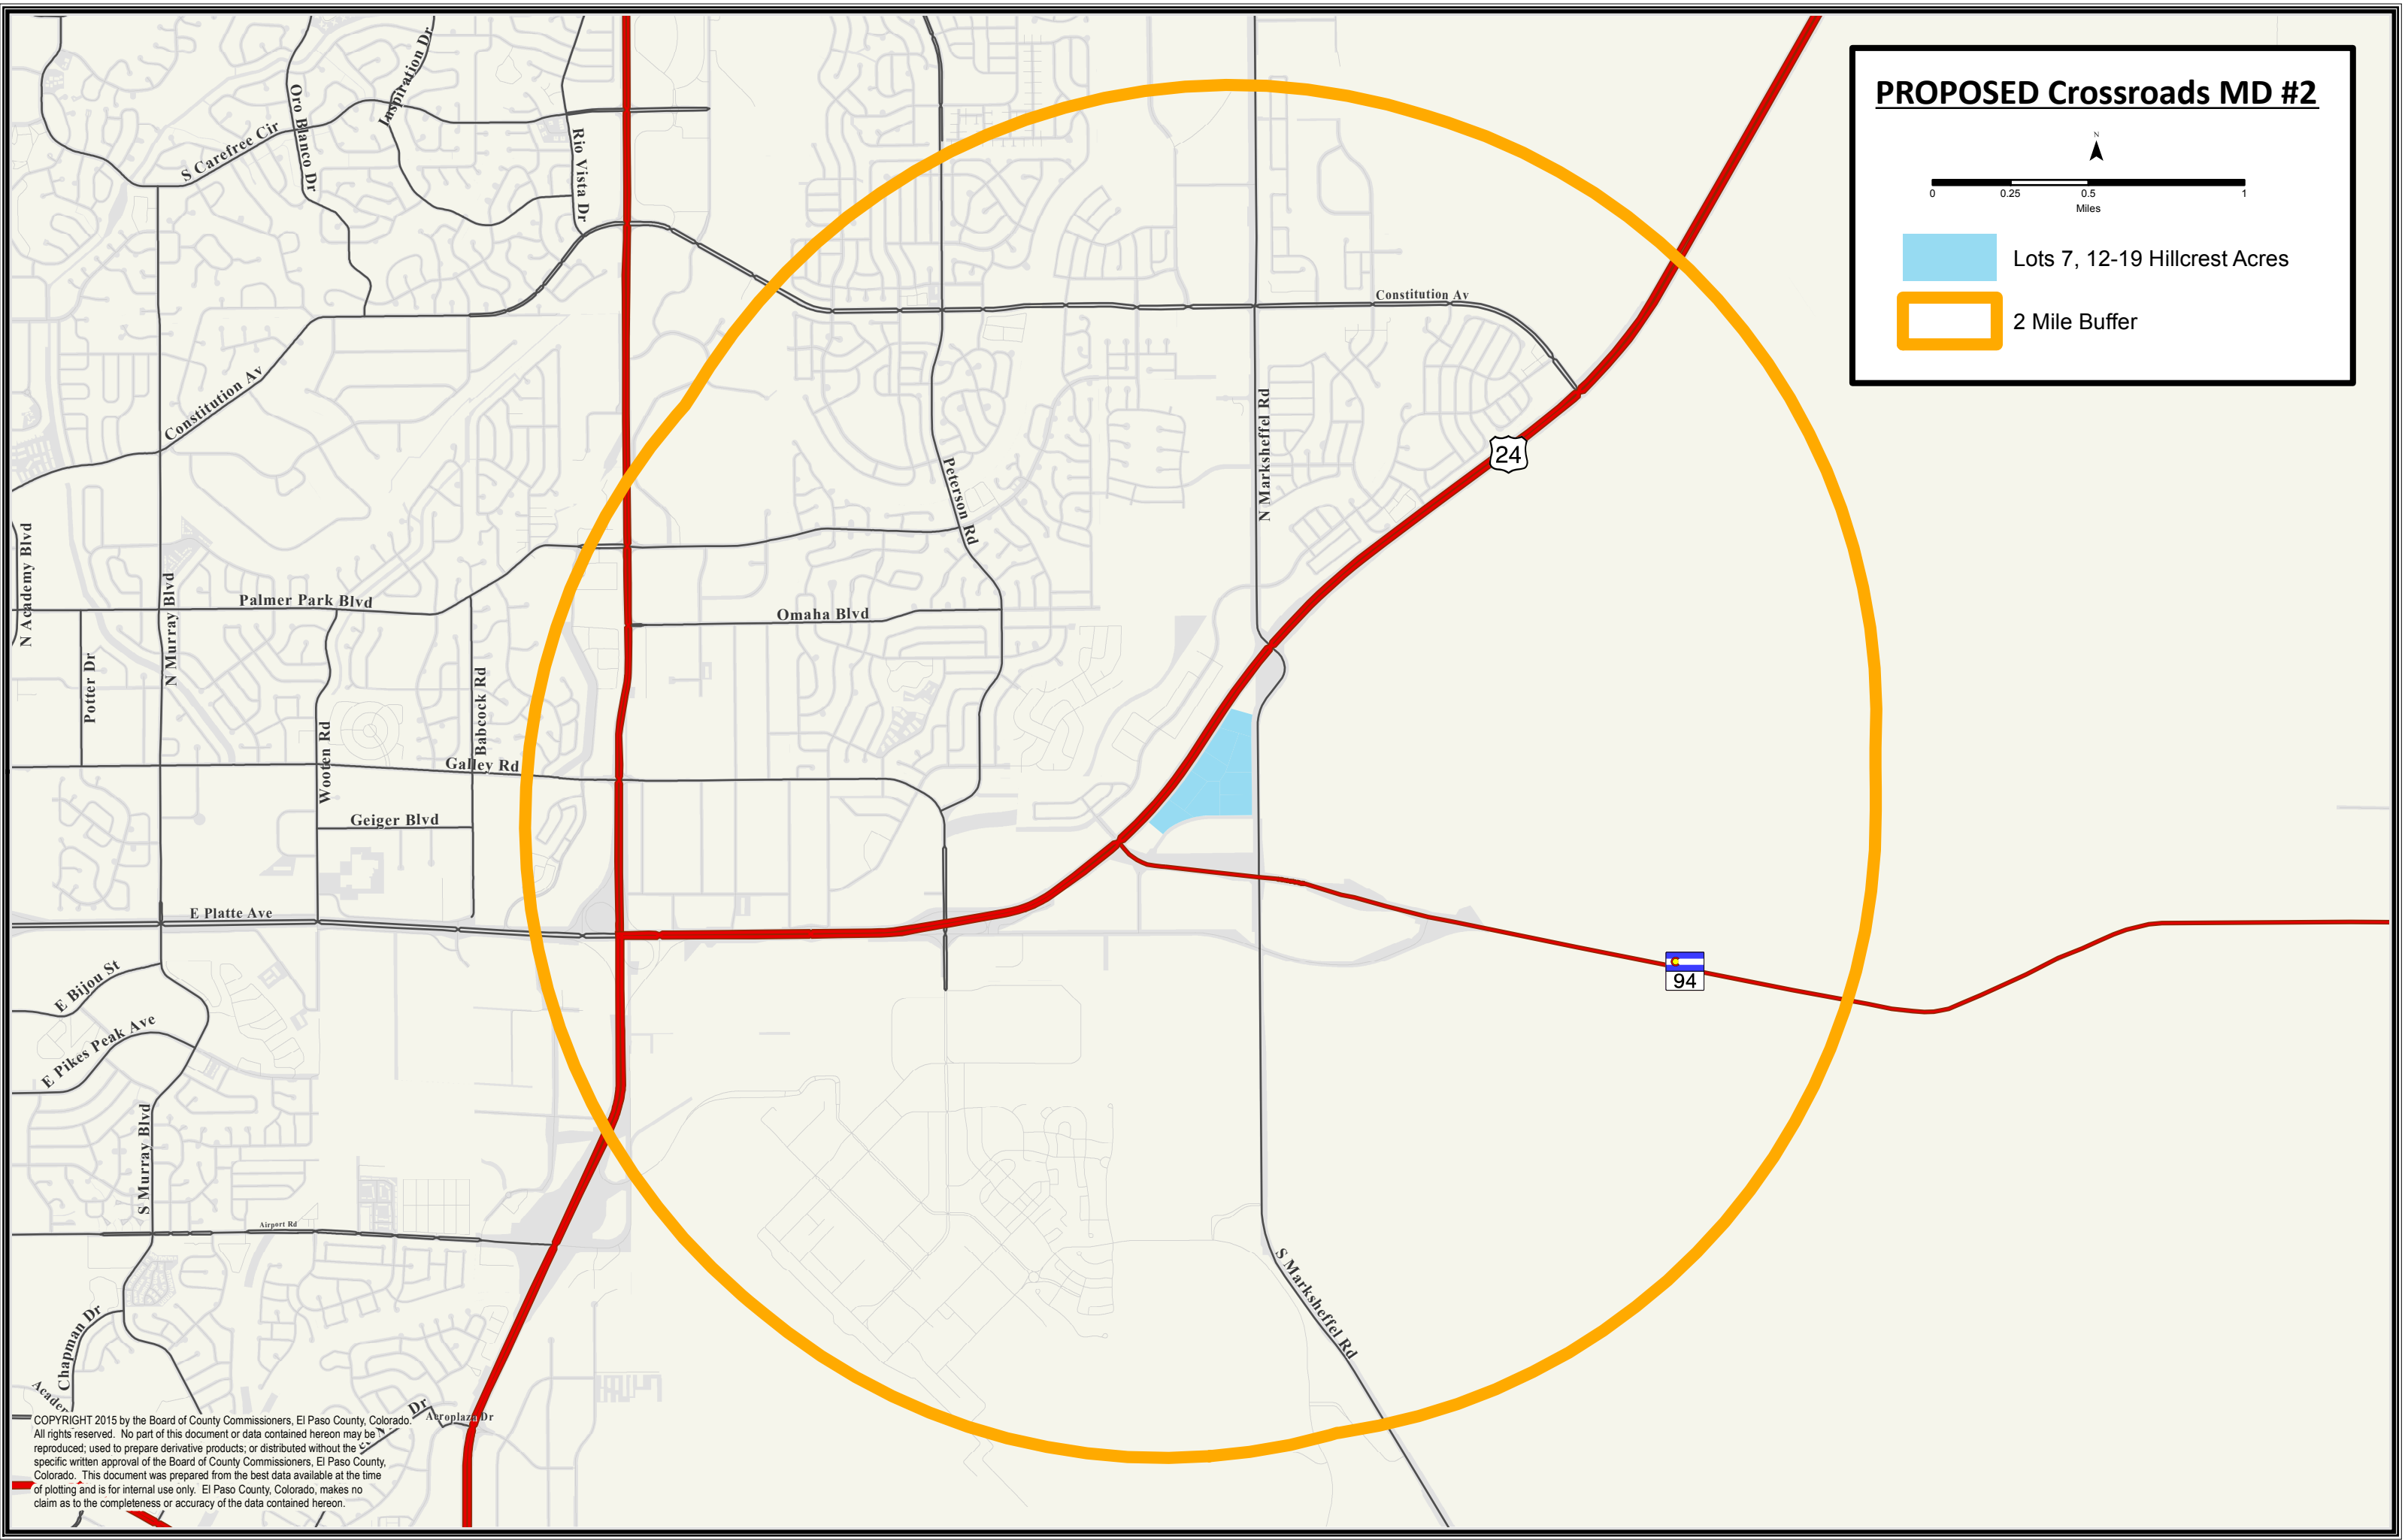 PROPOSED Crossroads MD #2
N
0 0.25 0.5 1
Miles
Lots 7, 12-19 Hillcrest Acres
2 Mile Buffer
Inspiration Dr
Oro Blanco Dr
S Carefree Cir
Rio Vista Dr
Constitution Av
Constitution Av
N Marksheffel Rd
24
Peterson Rd
N Academy Blvd
N Murray Blvd
Palmer Park Blvd
Omaha Blvd
Potter Dr
Babcock Rd
Wooten Rd
Galley Rd
Geiger Blvd
E Platte Ave
E Bijou St
94
E Pikes Peak Ave
S Murray Blvd
Airport Rd
S Marksheffel Rd
Chapman Dr
Dr
Aeroplaza Dr
COPYRIGHT 2015 by the Board of County Commissioners, El Paso County, Colorado.
All rights reserved. No part of this document or data contained hereon may be
reproduced; used to prepare derivative products; or distributed without the
specific written approval of the Board of County Commissioners, El Paso County,
Colorado. This document was prepared from the best data available at the time
of plotting and is for internal use only. El Paso County, Colorado, makes no
claim as to the completeness or accuracy of the data contained hereon.